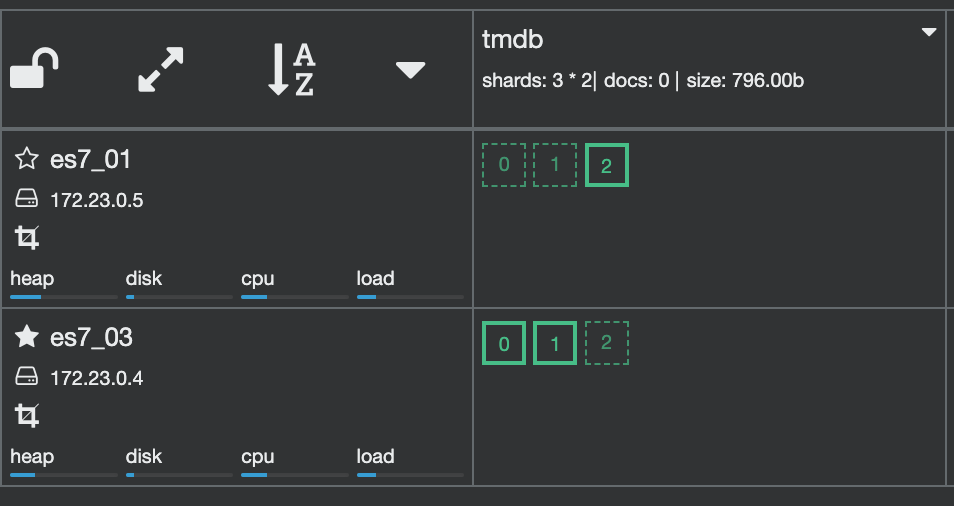 A
Z
tmdb
shards: 3 * 2| docs: 0 | size: 796.00b
es7_01
172.23.0.5
heap disk cpu load
0 1 2
es7_03
172.23.0.4
heap disk cpu load
0 1 2